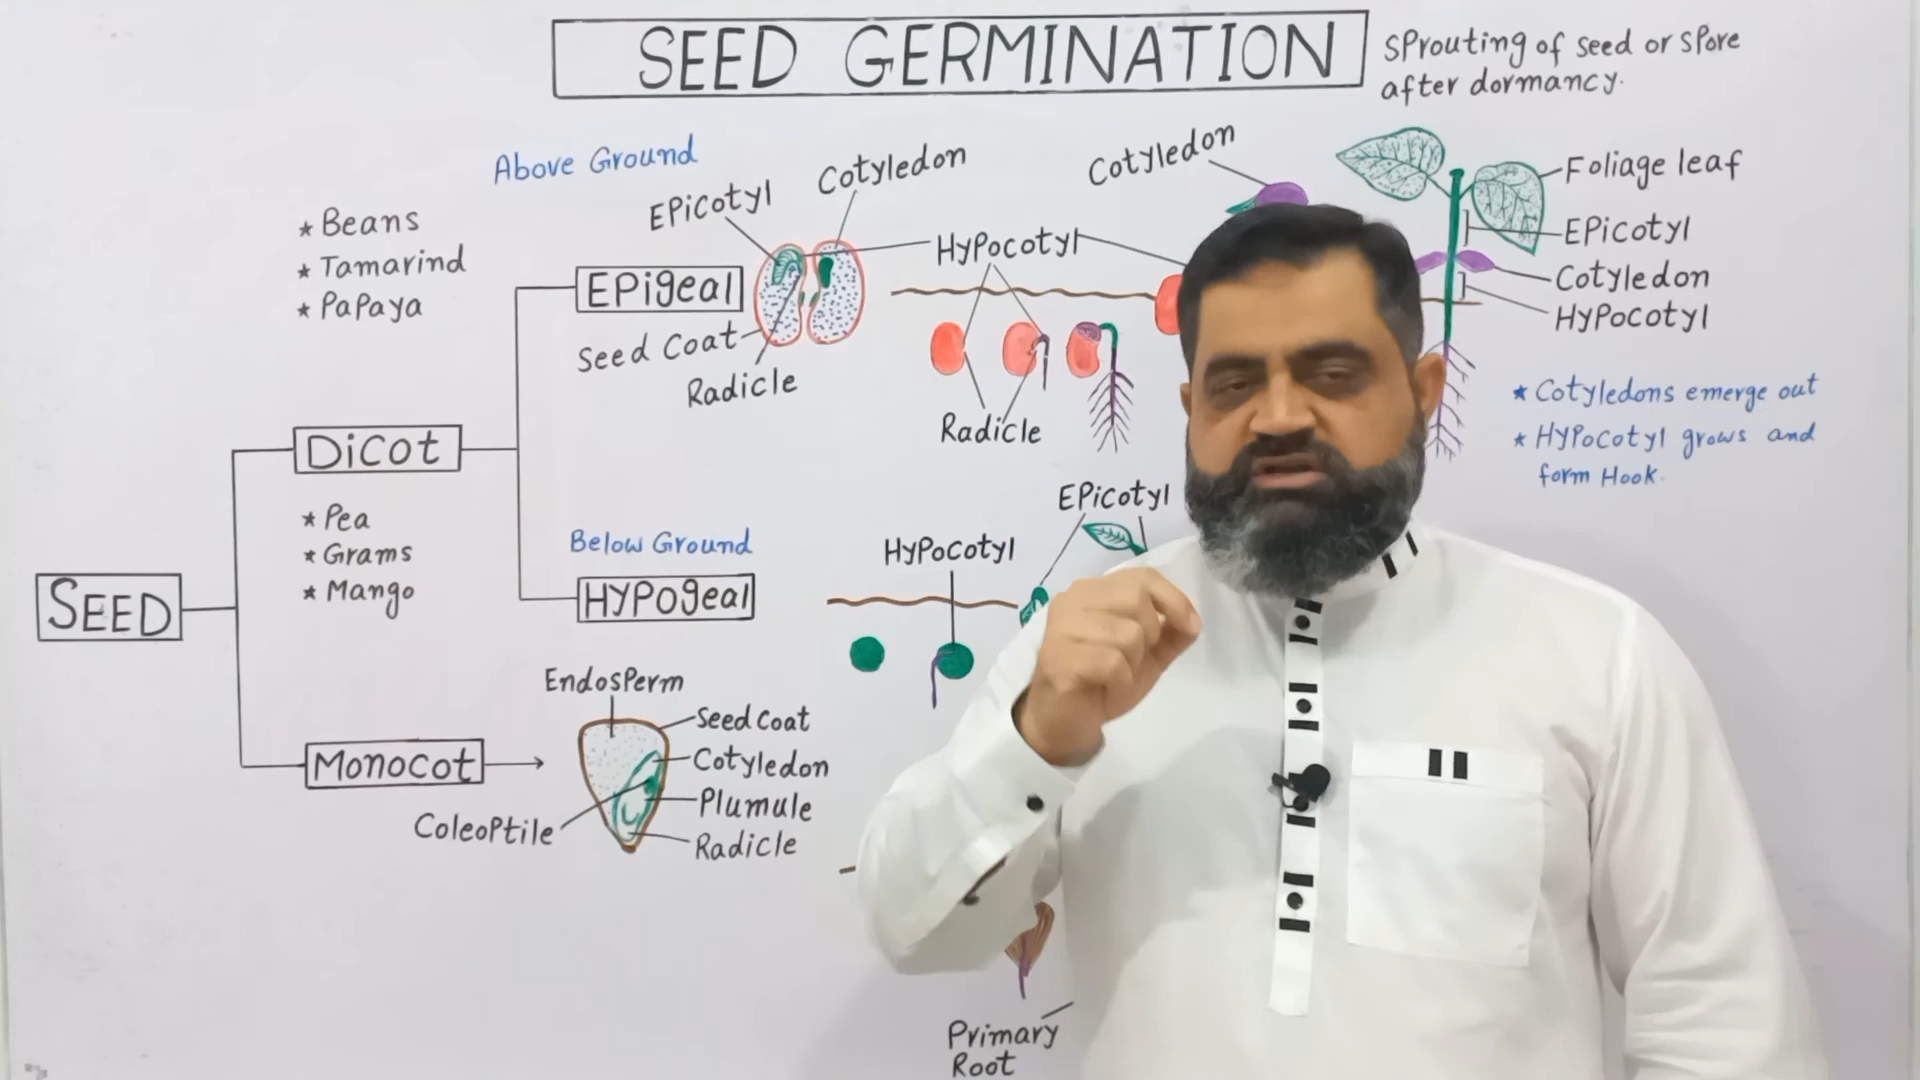 SEED GERMINATION
Sprouting of seed or spore
after dormancy.
Above Ground
* Beans
* Tamarind
* Papaya
Epigeal
Epicotyl
Cotyledon
Seed Coat
Radicle
Hypocotyl
Radicle
Cotyledon
Foliage leaf
Epicotyl
Cotyledon
Hypocotyl
* Cotyledons emerge out
* Hypocotyl grows and
form Hook.
Dicot
* Pea
* Grams
* Mango
Below Ground
Hypogeal
Hypocotyl
Epicotyl
SEED
Monocot
Endosperm
Seed Coat
Cotyledon
Plumule
Radicle
Coleoptile
Primary
Root